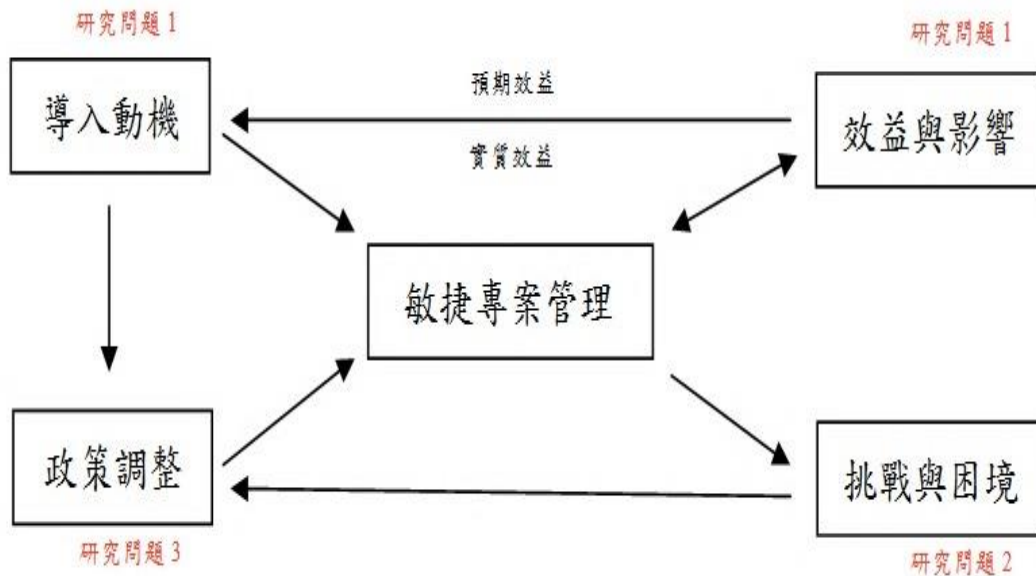 研究問題 1
研究問題 1
導入動機
預期效益
實質效益
效益與影響
敏捷專案管理
政策調整
挑戰與困境
研究問題 3
研究問題 2